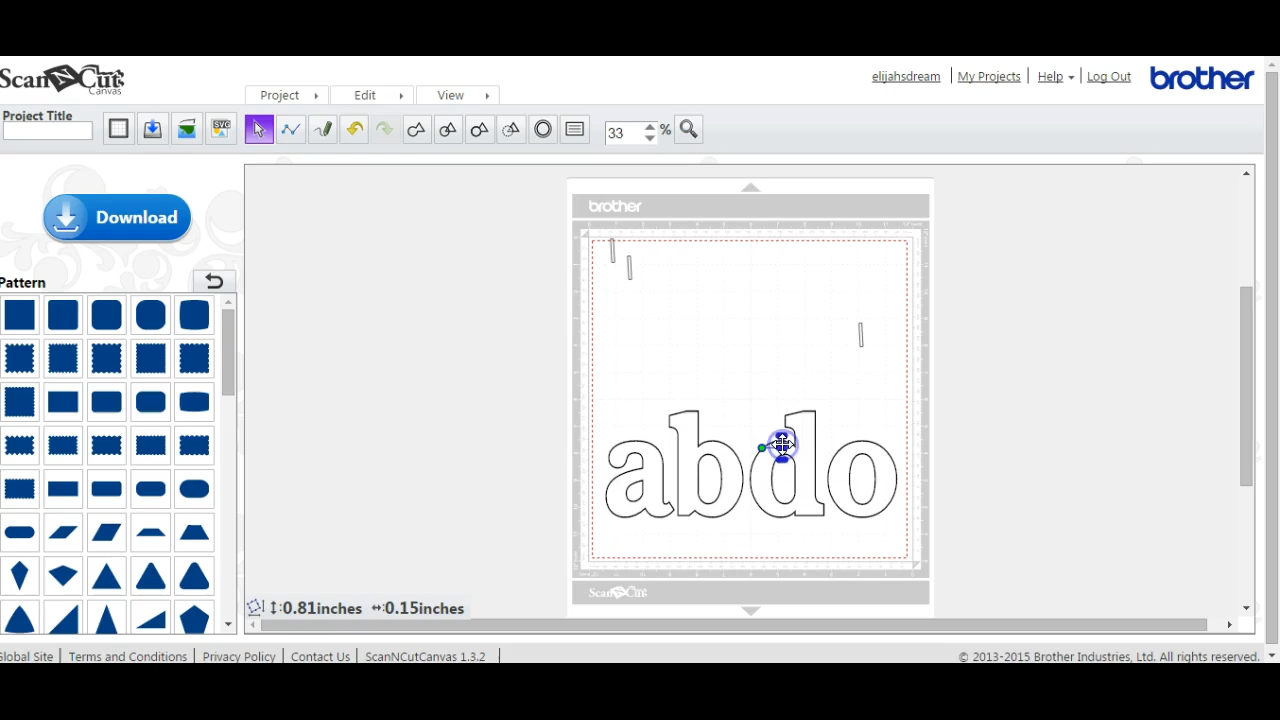 ScanNCut
Canvas
elijahsdream My Projects Help Log Out brother
Project Edit View
Project Title
SVC
33 %
Download
brother
Pattern
abdo
ScanNCut
0.81inches 0.15inches
Global Site Terms and Conditions Privacy Policy Contact Us ScanNCutCanvas 1.3.2 © 2013-2015 Brother Industries, Ltd. All rights reserved.